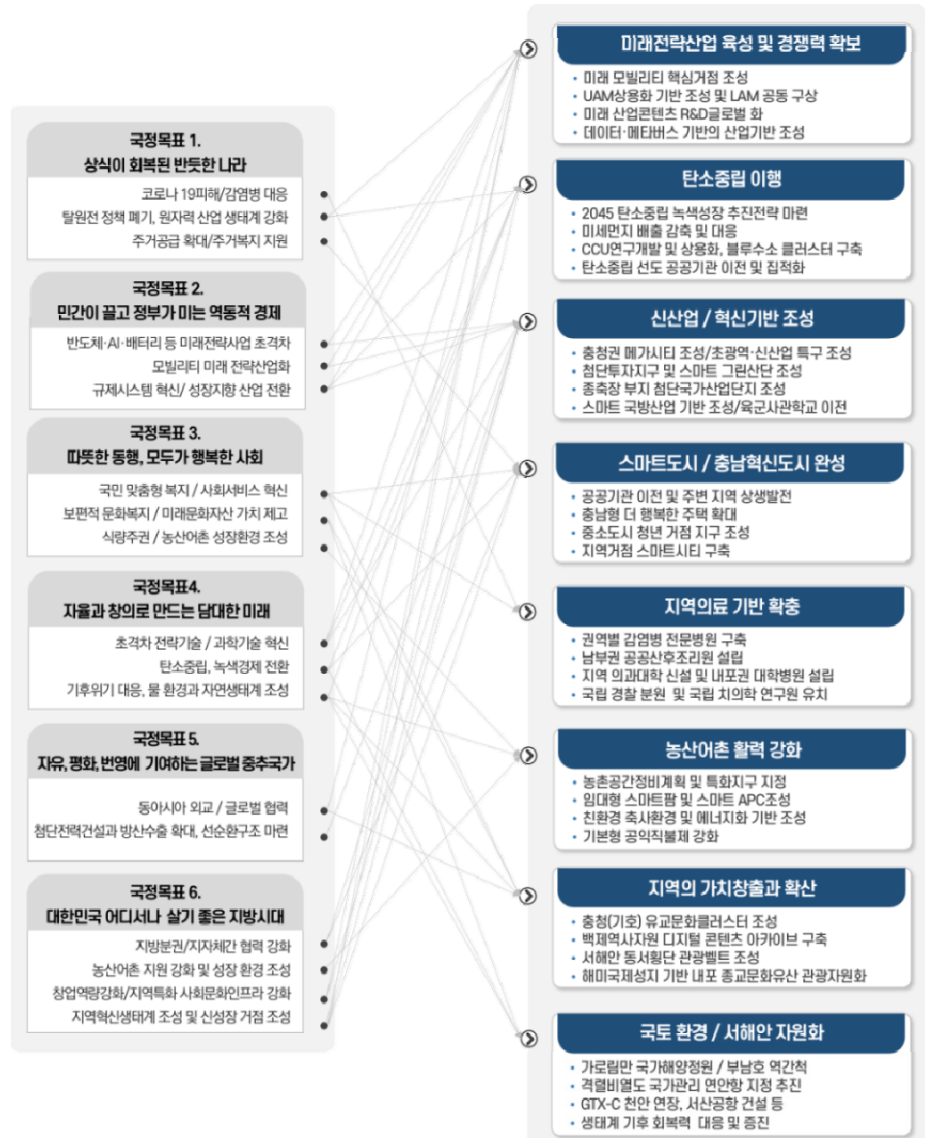 국정목표 1.
상식이 회복된 반듯한 나라
코로나 19피해/감염병 대응
탈원전 정책 폐기, 원자력 산업 생태계 강화
주거공급 확대/주거복지 지원
국정목표 2.
민간이 끌고 정부가 미는 역동적 경제
반도체·AI·배터리 등 미래전략사업 초격차
모빌리티 미래 전략산업화
규제시스템 혁신/ 성장지향 산업 전환
국정목표 3.
따뜻한 동행, 모두가 행복한 사회
국민 맞춤형 복지 / 사회서비스 혁신
보편적 문화복지 / 미래문화자산 가치 제고
식량주권 / 농산어촌 성장환경 조성
국정목표4.
자율과 창의로 만드는 담대한 미래
초격차 전략기술 / 과학기술 혁신
탄소중립, 녹색경제 전환
기후위기 대응, 물 환경과 자연생태계 조성
국정목표 5.
자유, 평화, 번영에 기여하는 글로벌 중추국가
동아시아 외교 / 글로벌 협력
첨단전력건설과 방산수출 확대, 선순환구조 마련
국정목표 6.
대한민국 어디서나 살기 좋은 지방시대
지방분권/지자체간 협력 강화
농산어촌 지원 강화 및 성장 환경 조성
창업역량강화/지역특화 사회문화인프라 강화
지역혁신생태계 조성 및 신성장 거점 조성
미래전략산업 육성 및 경쟁력 확보
• 미래 모빌리티 핵심거점 조성
• UAM상용화 기반 조성 및 LAM 공동 구상
• 미래 산업콘텐츠 R&D글로벌 화
• 데이터·메타버스 기반의 산업기반 조성
탄소중립 이행
• 2045 탄소중립 녹색성장 추진전략 마련
• 미세먼지 배출 감축 및 대응
• CCU연구개발 및 상용화, 블루수소 클러스터 구축
• 탄소중립 선도 공공기관 이전 및 집적화
신산업 / 혁신기반 조성
• 충청권 메가시티 조성/초광역·신산업 특구 조성
• 첨단투자지구 및 스마트 그린산단 조성
• 종축장 부지 첨단국가산업단지 조성
• 스마트 국방산업 기반 조성/육군사관학교 이전
스마트도시 / 충남혁신도시 완성
• 공공기관 이전 및 주변 지역 상생발전
• 충남형 더 행복한 주택 확대
• 중소도시 청년 거점 지구 조성
• 지역거점 스마트시티 구축
지역의료 기반 확충
• 권역별 감염병 전문병원 구축
• 남부권 공공산후조리원 설립
• 지역 의과대학 신설 및 내포권 대학병원 설립
• 국립 경찰 분원 및 국립 치의학 연구원 유치
농산어촌 활력 강화
• 농촌공간정비계획 및 특화지구 지정
• 임대형 스마트팜 및 스마트 APC조성
• 친환경 축사환경 및 에너지화 기반 조성
• 기본형 공익직불제 강화
지역의 가치창출과 확산
• 충청(기호) 유교문화클러스터 조성
• 백제역사자원 디지털 콘텐츠 아카이브 구축
• 서해안 동서횡단 관광벨트 조성
• 해미국제성지 기반 내포 종교문화유산 관광자원화
국토 환경 / 서해안 자원화
• 가로림만 국가해양정원 / 부남호 역간척
• 격렬비열도 국가관리 연안항 지정 추진
• GTX-C 천안 연장, 서산공항 건설 등
• 생태계 기후 회복력 대응 및 증진